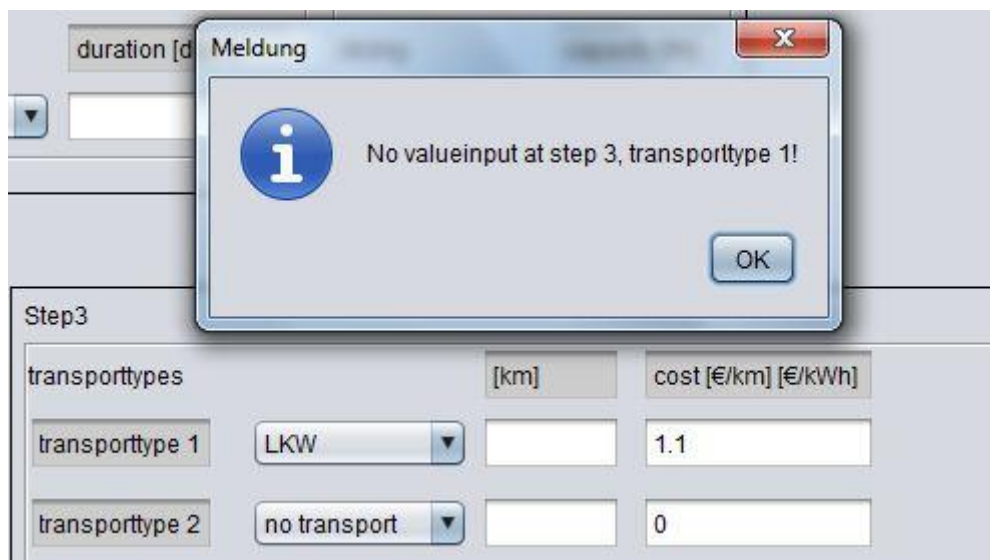 duration [d
Meldung
No valueinput at step 3, transporttype 1!
OK
Step3
transporttypes [km] cost [€/km] [€/kWh]
transporttype 1 LKW 1.1
transporttype 2 no transport 0